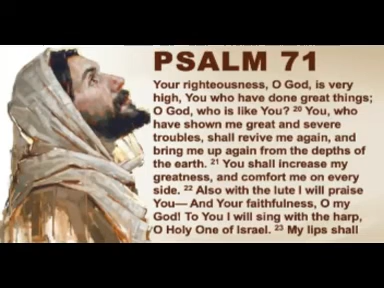 PSALM 71
Your righteousness, O God, is very
high, You who have done great things;
O God, who is like You? 20 You, who
have shown me great and severe
troubles, shall revive me again, and
bring me up again from the depths of
the earth. 21 You shall increase my
greatness, and comfort me on every
side. 22 Also with the lute I will praise
You— And Your faithfulness, O my
God! To You I will sing with the harp,
O Holy One of Israel. 23 My lips shall